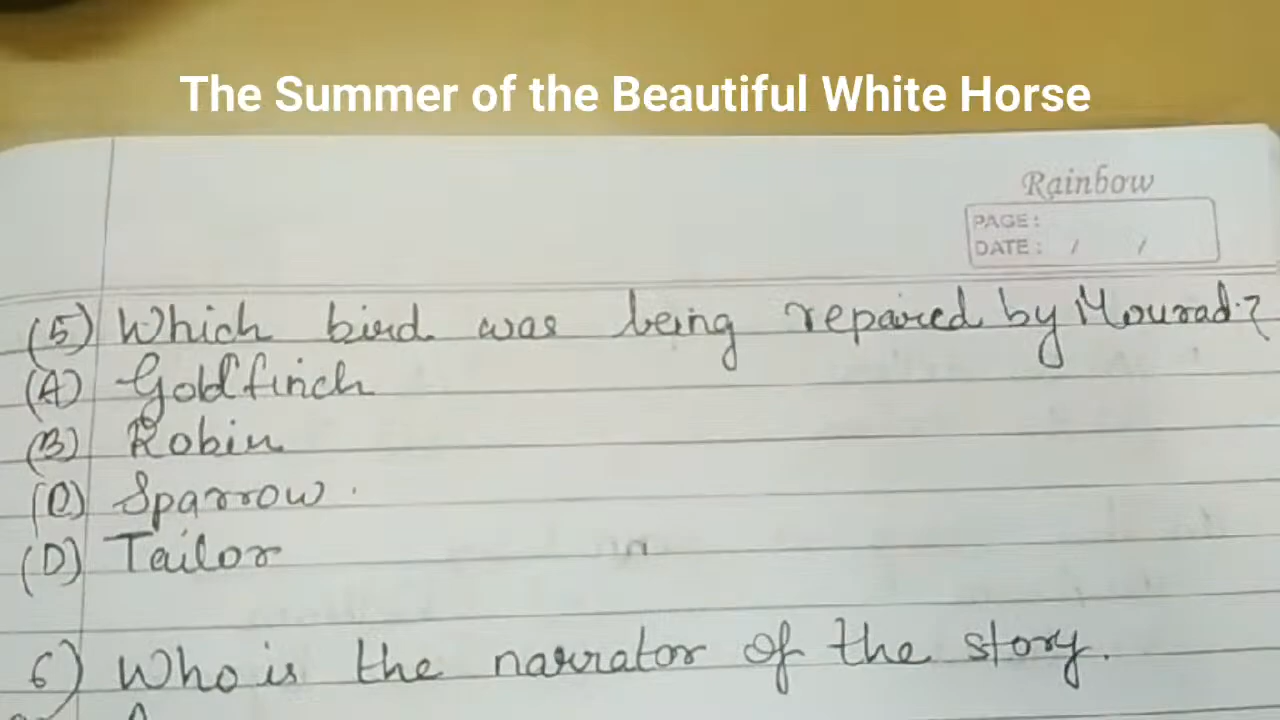 The Summer of the Beautiful White Horse
Rainbow
PAGE:
DATE: / /
(5) Which bird was being repaired by Mourad?
(A) Goldfinch
(B) Robin
(C) Sparrow.
(D) Tailor
6) Who is the narrator of the story.